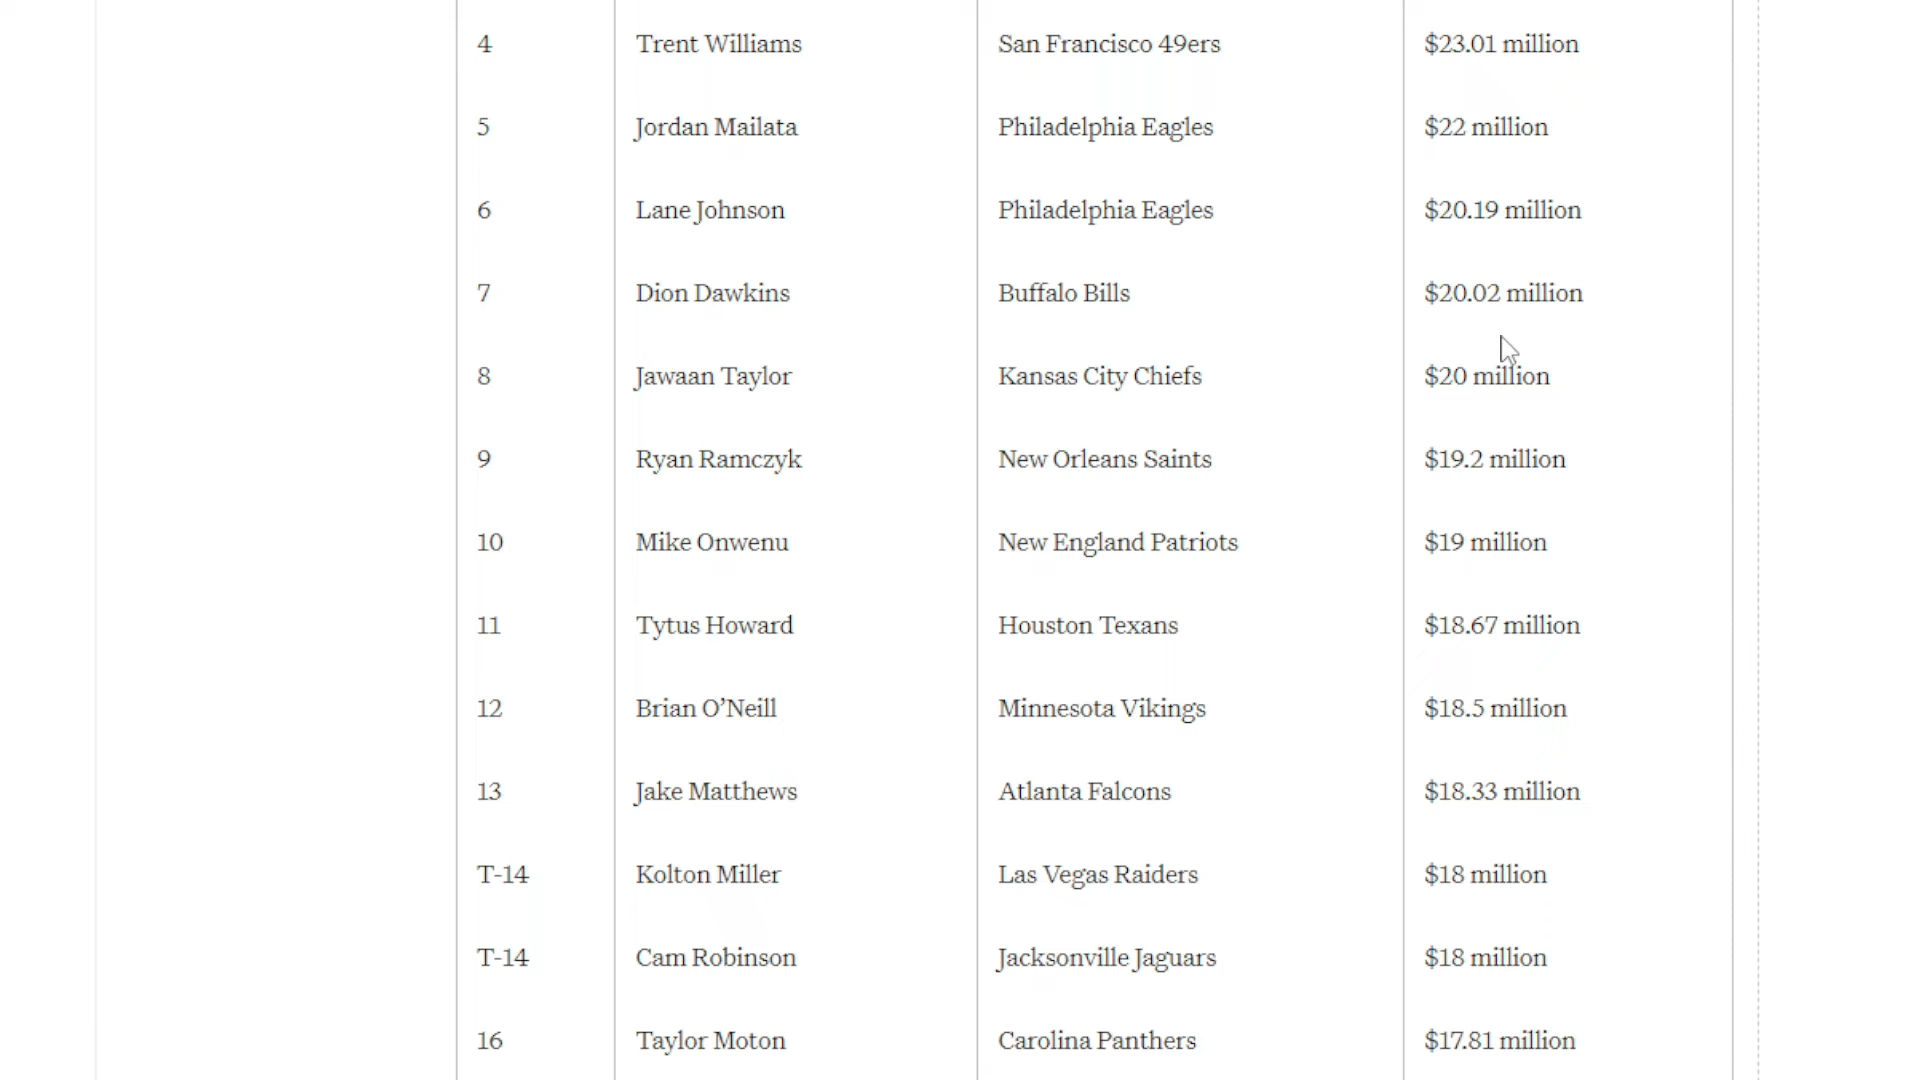 4 Trent Williams San Francisco 49ers $23.01 million
5 Jordan Mailata Philadelphia Eagles $22 million
6 Lane Johnson Philadelphia Eagles $20.19 million
7 Dion Dawkins Buffalo Bills $20.02 million
8 Jawaan Taylor Kansas City Chiefs $20 million
9 Ryan Ramczyk New Orleans Saints $19.2 million
10 Mike Onwenu New England Patriots $19 million
11 Tytus Howard Houston Texans $18.67 million
12 Brian O’Neill Minnesota Vikings $18.5 million
13 Jake Matthews Atlanta Falcons $18.33 million
T-14 Kolton Miller Las Vegas Raiders $18 million
T-14 Cam Robinson Jacksonville Jaguars $18 million
16 Taylor Moton Carolina Panthers $17.81 million